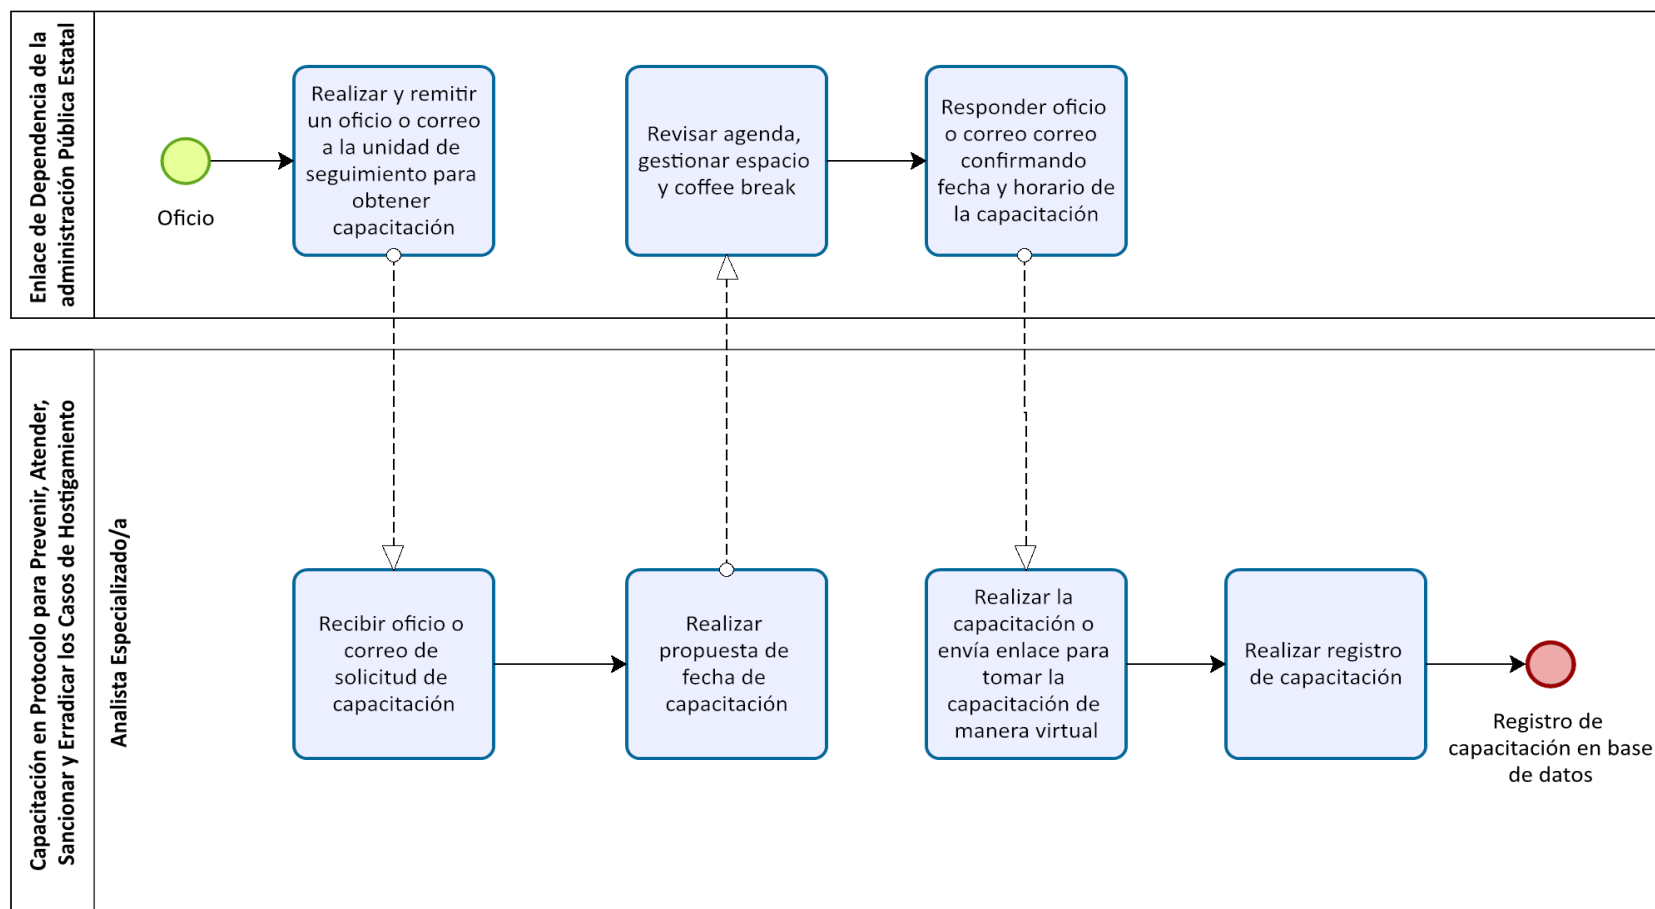 Enlace de Dependencia de la
administración Pública Estatal
Oficio
Realizar y remitir
un oficio o correo
a la unidad de
seguimiento para
obtener
capacitación
Revisar agenda,
gestionar espacio
y coffee break
Responder oficio
o correo correo
confirmando
fecha y horario de
la capacitación
Capacitación en Protocolo para Prevenir, Atender,
Sancionar y Erradicar los Casos de Hostigamiento
Analista Especializado/a
Recibir oficio o
correo de
solicitud de
capacitación
Realizar
propuesta de
fecha de
capacitación
Realizar la
capacitación o
envía enlace para
tomar la
capacitación de
manera virtual
Realizar registro
de capacitación
Registro de
capacitación en base
de datos